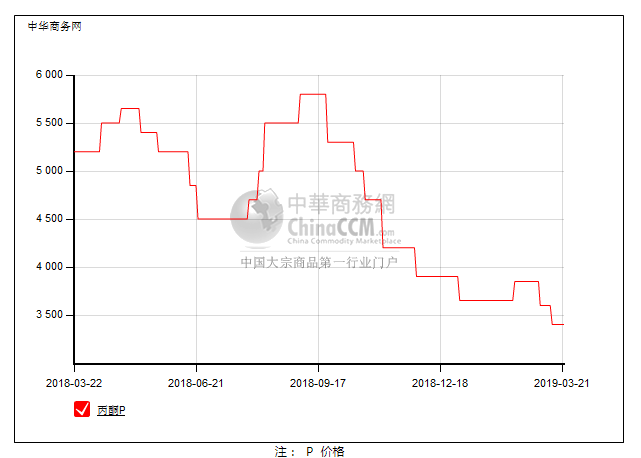 中华商务网
6 000
5 500
5 000
4 500
4 000
3 500
中華商務網
ChinaCCM.com
China Commodity Marketplace
中国大宗商品第一行业门户
2018-03-22 2018-06-21 2018-09-17 2018-12-18 2019-03-21
丙酮P
注： P 价格